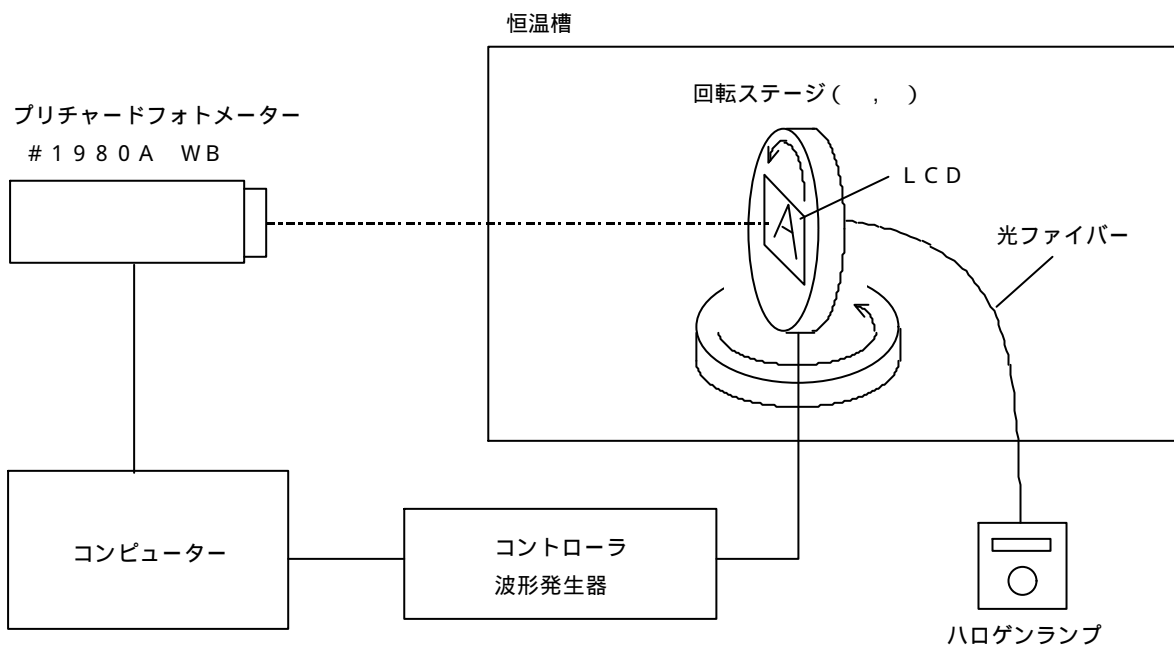 恒温槽
回転ステージ(　,　)
プリチャードフォトメーター
#1980A　WB
LCD
A
光ファイバー
コンピューター
コントローラ
波形発生器
ハロゲンランプ